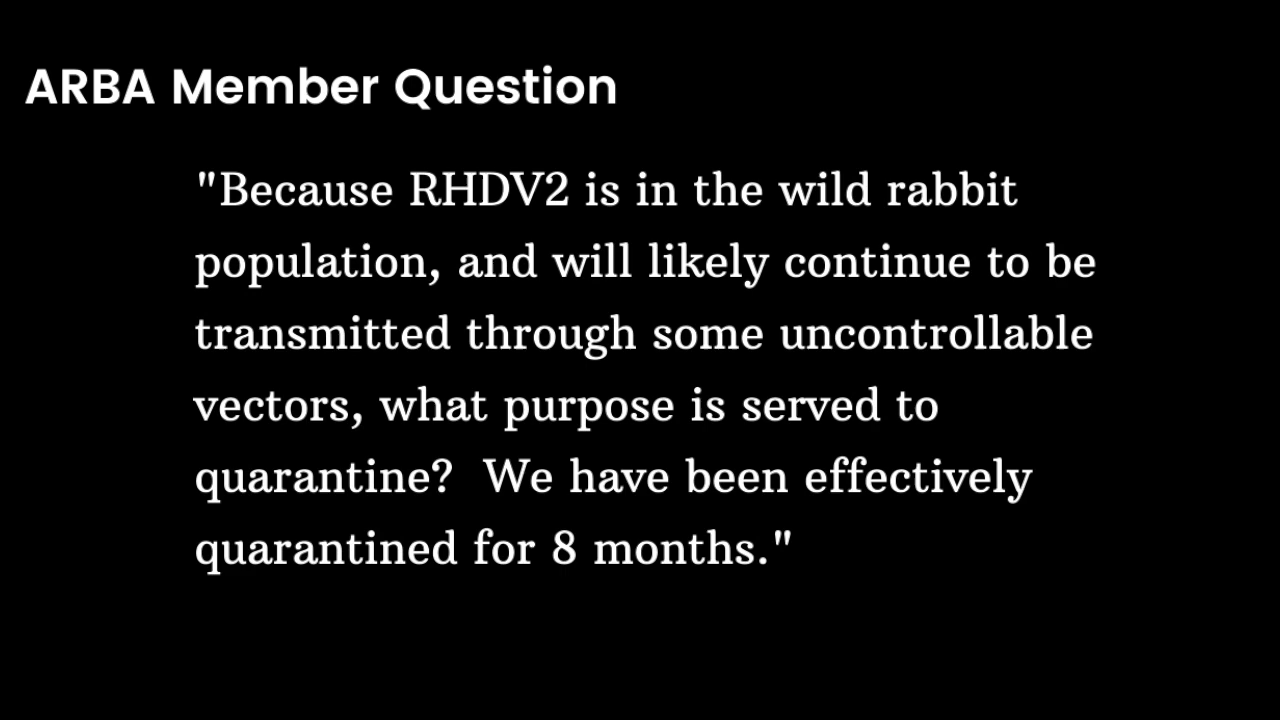 ARBA Member Question
"Because RHDV2 is in the wild rabbit
population, and will likely continue to be
transmitted through some uncontrollable
vectors, what purpose is served to
quarantine?  We have been effectively
quarantined for 8 months."